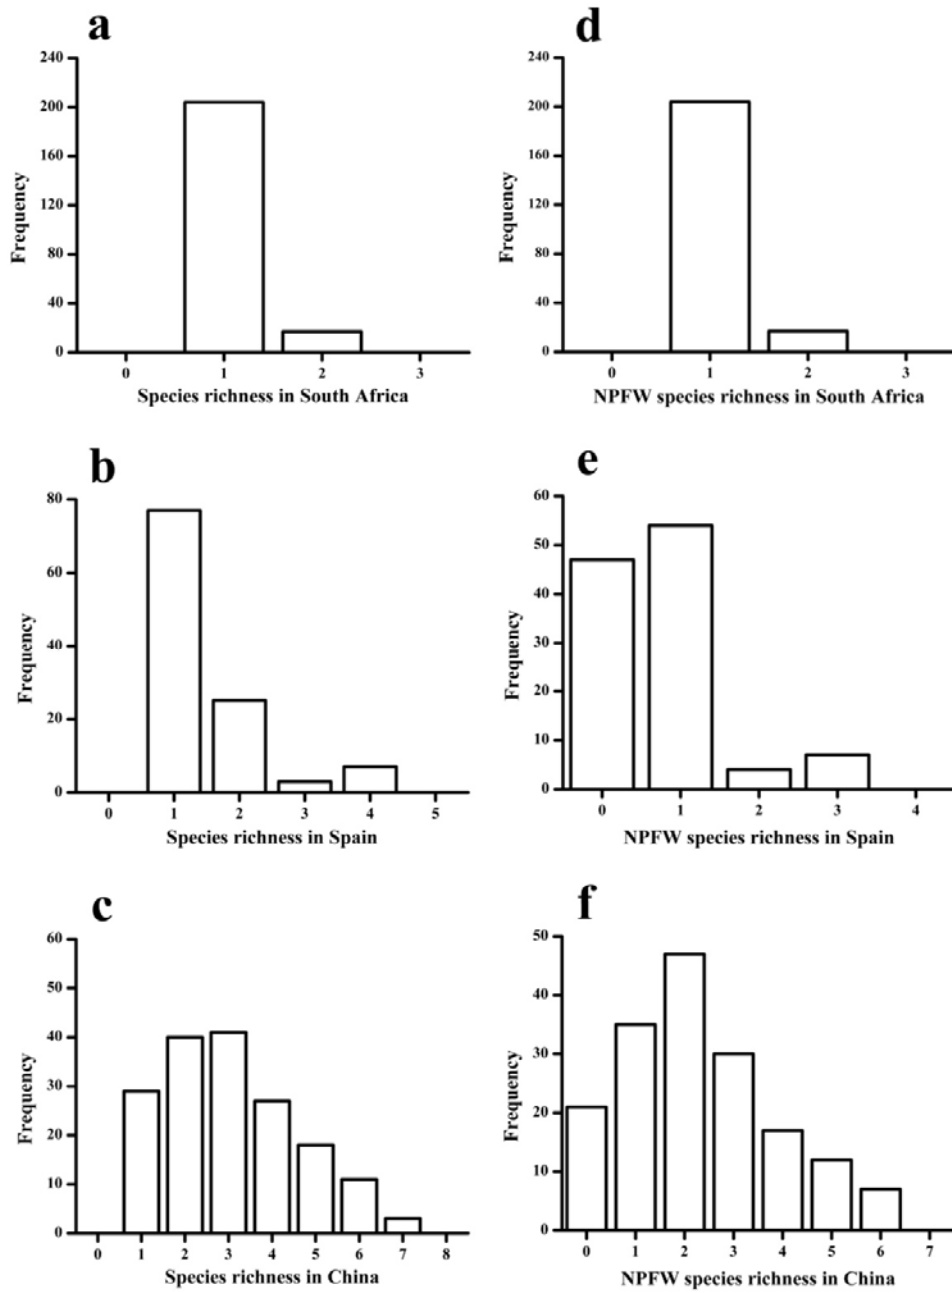 a
240
200
160
120
80
40
0
Frequency
0 1 2 3
Species richness in South Africa
d
240
200
160
120
80
40
0
Frequency
0 1 2 3
NPFW species richness in South Africa
b
80
60
40
20
0
Frequency
0 1 2 3 4 5
Species richness in Spain
e
60
50
40
30
20
10
0
Frequency
0 1 2 3 4
NPFW species richness in Spain
c
60
50
40
30
20
10
0
Frequency
0 1 2 3 4 5 6 7 8
Species richness in China
f
50
40
30
20
10
0
Frequency
0 1 2 3 4 5 6 7
NPFW species richness in China